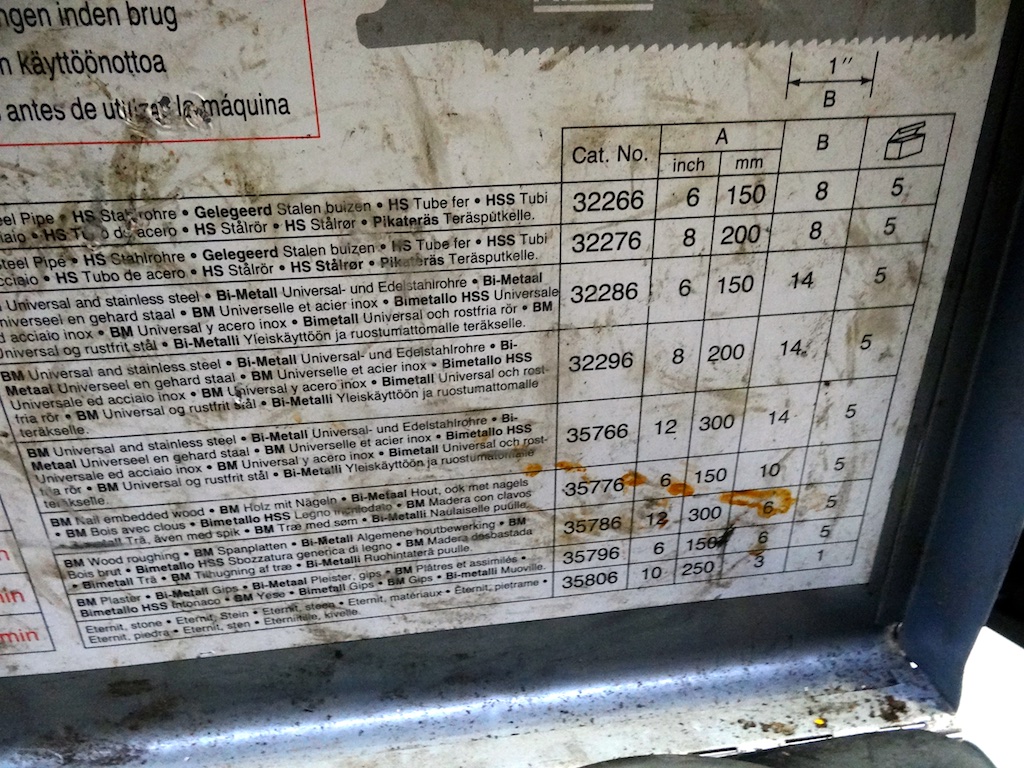 ngen inden brug
n käyttöönottoa
antes de utilizar la máquina
1"
B
Cat. No. A B
inch mm
eel Pipe • HS Stahlrohre • Gelegeerd Stalen buizen • HS Tube fer • HSS Tubi
iaio • HS Tubo de acero • HS Stålrör • HS Stålrør • Pikateräs Teräsputkelle.
32266 6 150 8 5
teel Pipe • HS Stahlrohre • Gelegeerd Stalen buizen • HS Tube fer • HSS Tubi
cciaio • HS Tubo de acero • HS Stålrör • HS Stålrør • Pikateräs Teräsputkelle.
32276 8 200 8 5
Universal and stainless steel • Bi-Metall Universal- und Edelstahlrohre • Bi-Metaal
niverseel en gehard staal • BM Universelle et acier inox • Bimetallo HSS Universale
d acciaio inox • BM Universal y acero inox • Bimetall Universal och rostfria rör • BM
Universal og rustfrit stål • Bi-Metalli Yleiskäyttöön ja ruostumattomalle teräkselle.
32286 6 150 14 5
BM Universal and stainless steel • Bi-Metall Universal- und Edelstahlrohre • Bi-
Metaal Universeel en gehard staal • BM Universelle et acier inox • Bimetallo HSS
Universale ed acciaio inox • BM Universal y acero inox • Bimetall Universal och rost-
fria rör • BM Universal og rustfrit stål • Bi-Metalli Yleiskäyttöön ja ruostumattomalle
teräkselle.
32296 8 200 14 5
BM Universal and stainless steel • Bi-Metall Universal- und Edelstahlrohre • Bi-
Metaal Universeel en gehard staal • BM Universelle et acier inox • Bimetallo HSS
Universale ed acciaio inox • BM Universal y acero inox • Bimetall Universal och rost-
fria rör • BM Universal og rustfrit stål • Bi-Metalli Yleiskäyttöön ja ruostumattomalle
teräkselle.
35766 12 300 14 5
BM Nail embedded wood • BM Holz mit Nägeln • Bi-Metaal Hout, ook met nagels
• BM Bois avec clous • Bimetallo HSS Legno inchiodato • BM Madera con clavos
• Bimetall Trä, även med spik • BM Træ med søm • Bi-Metalli Naulaiselle puulle.
35776 6 150 10 5
BM Wood roughing • BM Spanplatten • Bi-Metaal Algemene houtbewerking • BM
Bois brut • Bimetallo HSS Sbozzatura generica di legno • BM Madera desbastada
• Bimetall Trä • BM Tilhugning af træ • Bi-Metalli Ruohintaterä puulle.
35786 12 300 6 5
BM Plaster • Bi-Metall Gips • Bi-Metaal Pleister, gips • BM Plâtres et assimilés •
Bimetallo HSS Intonaco • BM Yeso • Bimetall Gips • BM Gips • Bi-metalli Muoville.
35796 6 150 6 5
Eternit, stone • Eternit, Stein • Eternit, steen • Eternit, matériaux • Eternit, pietrame •
Eternit, piedra • Eternit, sten • Eternitille, kivelle.
35806 10 250 3 1
n
in
min